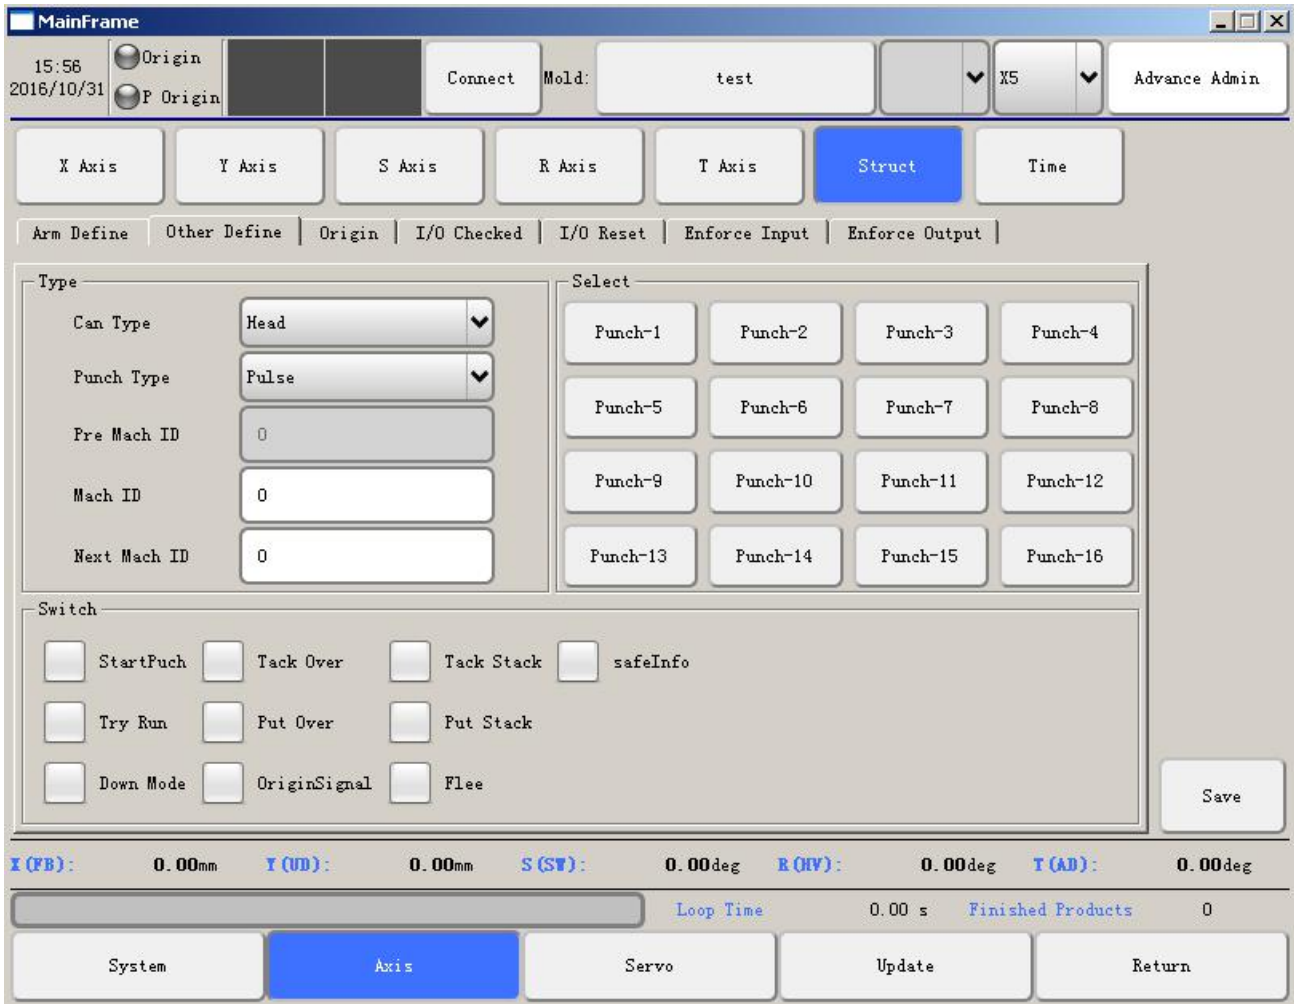 MainFrame
15:56
2016/10/31
Origin
P Origin
Connect
Mold:
test
X5
Advance Admin
X Axis
Y Axis
S Axis
R Axis
T Axis
Struct
Time
Arm Define
Other Define
Origin
I/O Checked
I/O Reset
Enforce Input
Enforce Output
Type
Can Type
Head
Punch Type
Pulse
Pre Mach ID
0
Mach ID
0
Next Mach ID
0
Select
Punch-1
Punch-2
Punch-3
Punch-4
Punch-5
Punch-6
Punch-7
Punch-8
Punch-9
Punch-10
Punch-11
Punch-12
Punch-13
Punch-14
Punch-15
Punch-16
Switch
StartPuch
Tack Over
Tack Stack
safeInfo
Try Run
Put Over
Put Stack
Down Mode
OriginSignal
Flee
Save
X(FB): 0.00mm Y(UD): 0.00mm S(SW): 0.00deg R(HV): 0.00deg T(AD): 0.00deg
Loop Time 0.00 s Finished Products 0
System
Axis
Servo
Update
Return